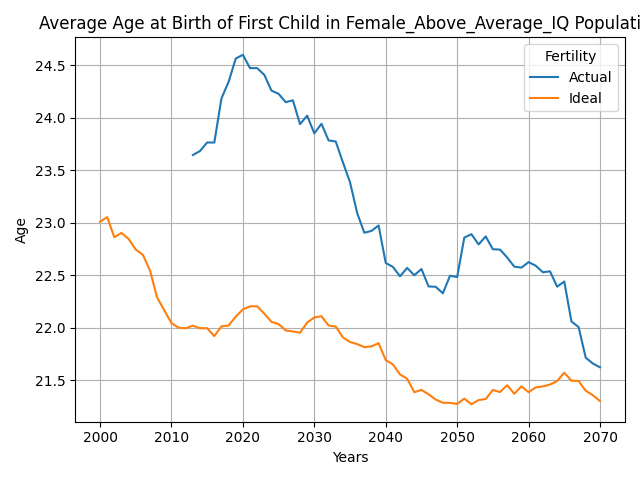 Average Age at Birth of First Child in Female_Above_Average_IQ Populati
Fertility
Actual
Ideal
24.5
24.0
23.5
23.0
22.5
22.0
21.5
Age
2000 2010 2020 2030 2040 2050 2060 2070
Years